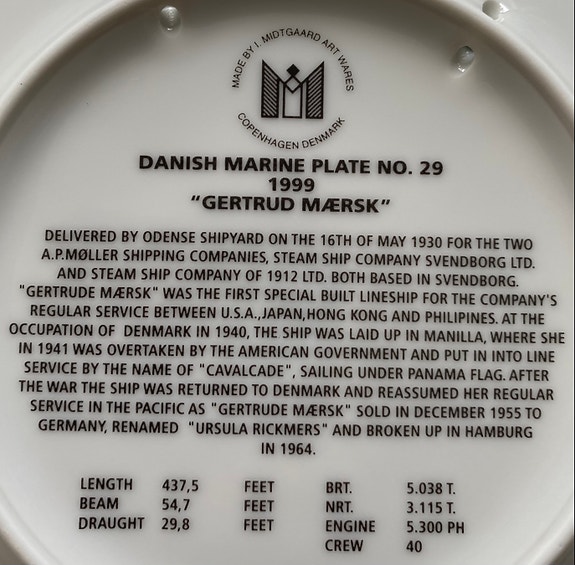 MADE BY I. MIDTGAARD ART WARES
COPENHAGEN DENMARK
DANISH MARINE PLATE NO. 29
1999
"GERTRUD MÆRSK"
DELIVERED BY ODENSE SHIPYARD ON THE 16TH OF MAY 1930 FOR THE TWO
A.P.MØLLER SHIPPING COMPANIES, STEAM SHIP COMPANY SVENDBORG LTD.
AND STEAM SHIP COMPANY OF 1912 LTD. BOTH BASED IN SVENDBORG.
"GERTRUDE MÆRSK" WAS THE FIRST SPECIAL BUILT LINESHIP FOR THE COMPANY'S
REGULAR SERVICE BETWEEN U.S.A.,JAPAN,HONG KONG AND PHILIPINES. AT THE
OCCUPATION OF DENMARK IN 1940, THE SHIP WAS LAID UP IN MANILLA, WHERE SHE
IN 1941 WAS OVERTAKEN BY THE AMERICAN GOVERNMENT AND PUT IN INTO LINE
SERVICE BY THE NAME OF "CAVALCADE", SAILING UNDER PANAMA FLAG. AFTER
THE WAR THE SHIP WAS RETURNED TO DENMARK AND REASSUMED HER REGULAR
SERVICE IN THE PACIFIC AS "GERTRUDE MÆRSK" SOLD IN DECEMBER 1955 TO
GERMANY, RENAMED "URSULA RICKMERS" AND BROKEN UP IN HAMBURG
IN 1964.
LENGTH 437,5 FEET BRT. 5.038 T.
BEAM 54,7 FEET NRT. 3.115 T.
DRAUGHT 29,8 FEET ENGINE 5.300 PH
CREW 40